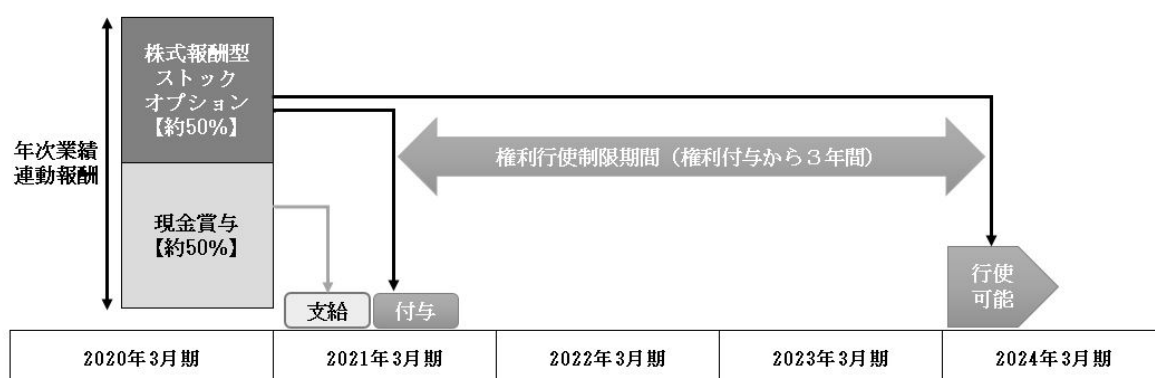 株式報酬型
ストック
オプション
【約50%】
年次業績
連動報酬
権利行使制限期間（権利付与から３年間）
現金賞与
【約50%】
支給
付与
行使
可能
2020年3月期
2021年3月期
2022年3月期
2023年3月期
2024年3月期